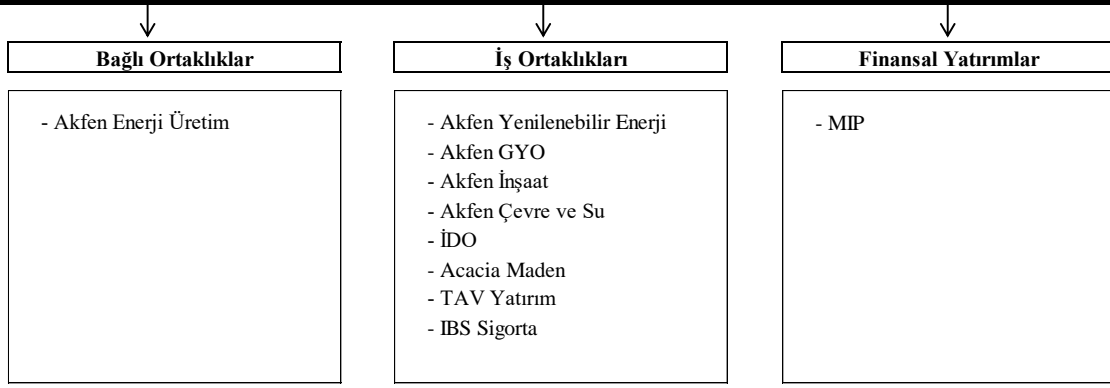 Bağlı Ortaklıklar
- Akfen Enerji Üretim
İş Ortaklıkları
- Akfen Yenilenebilir Enerji
- Akfen GYO
- Akfen İnşaat
- Akfen Çevre ve Su
- İDO
- Acacia Maden
- TAV Yatırım
- IBS Sigorta
Finansal Yatırımlar
- MIP